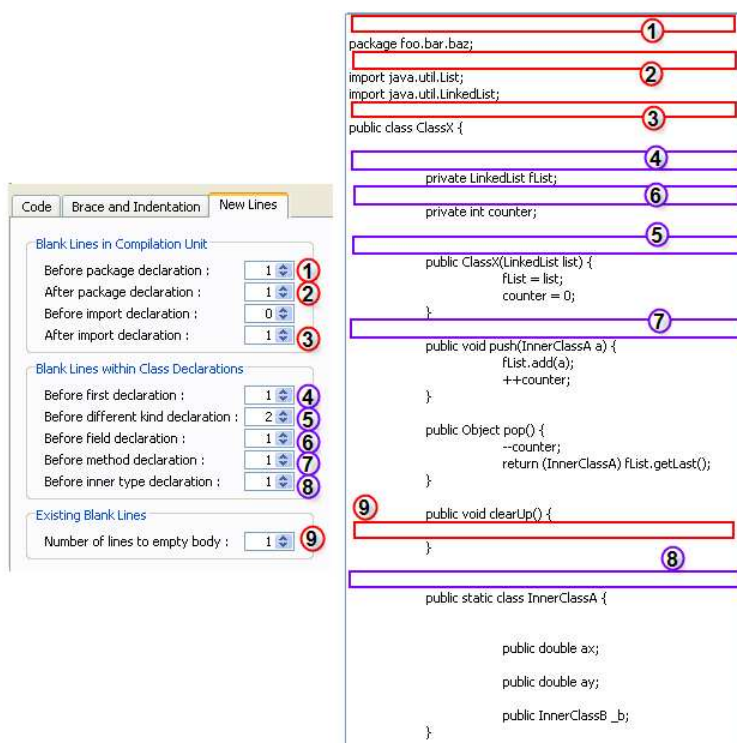 Code Brace and Indentation New Lines
Blank Lines in Compilation Unit
Before package declaration : 1 1
After package declaration : 1 2
Before import declaration : 0
After import declaration : 1 3
Blank Lines within Class Declarations
Before first declaration : 1 4
Before different kind declaration : 2 5
Before field declaration : 1 6
Before method declaration : 1 7
Before inner type declaration : 1 8
Existing Blank Lines
Number of lines to empty body : 1 9
1
package foo.bar.baz;
2
import java.util.List;
import java.util.LinkedList;
3
public class ClassX {
4
private LinkedList fList;
6
private int counter;
5
public ClassX(LinkedList list) {
fList = list;
counter = 0;
}
7
public void push(InnerClassA a) {
fList.add(a);
++counter;
}
public Object pop() {
--counter;
return (InnerClassA) fList.getLast();
}
9
public void clearUp() {
}
8
public static class InnerClassA {
public double ax;
public double ay;
public InnerClassB _b;
}